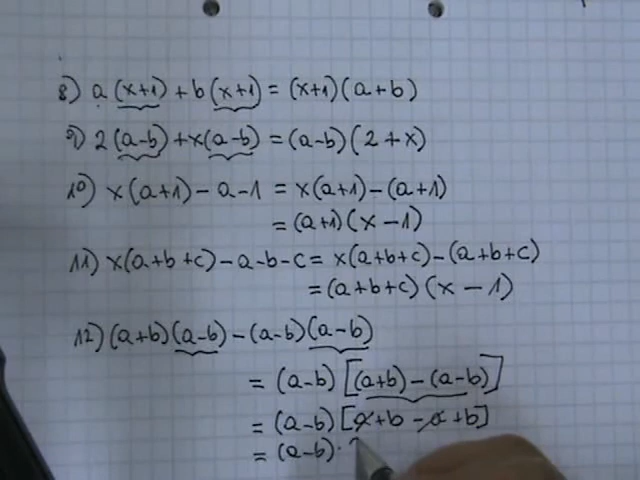 8) a(x+1)+b(x+1)=(x+1)(a+b)
9) 2(a-b)+x(a-b)=(a-b)(2+x)
10) x(a+1)-a-1=x(a+1)-(a+1)
=(a+1)(x-1)
11) x(a+b+c)-a-b-c=x(a+b+c)-(a+b+c)
=(a+b+c)(x-1)
12) (a+b)(a-b)-(a-b)(a-b)
=(a-b)[(a+b)-(a-b)]
=(a-b)[a+b-a+b]
=(a-b)·